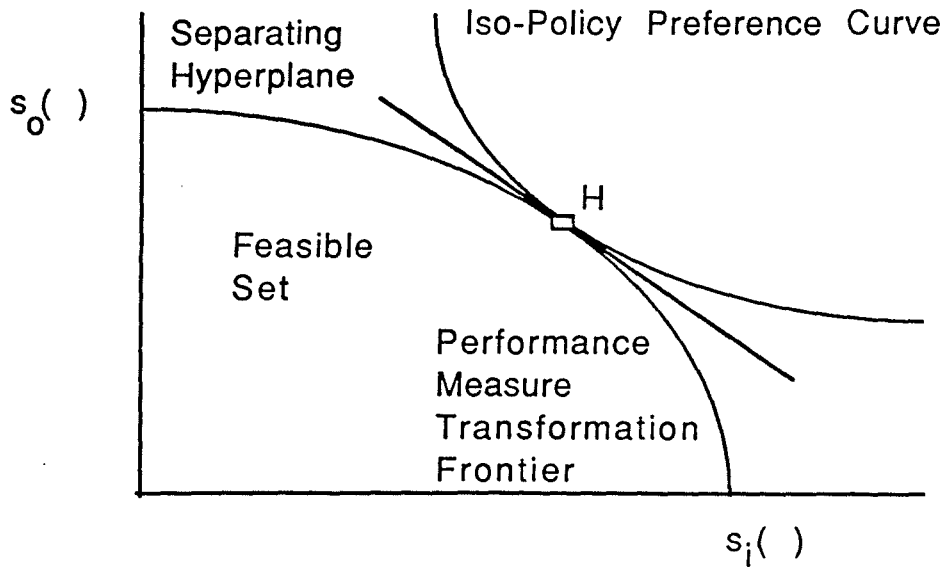 Separating
Hyperplane
Iso-Policy Preference Curve
s_o( )
H
Feasible
Set
Performance
Measure
Transformation
Frontier
s_i( )